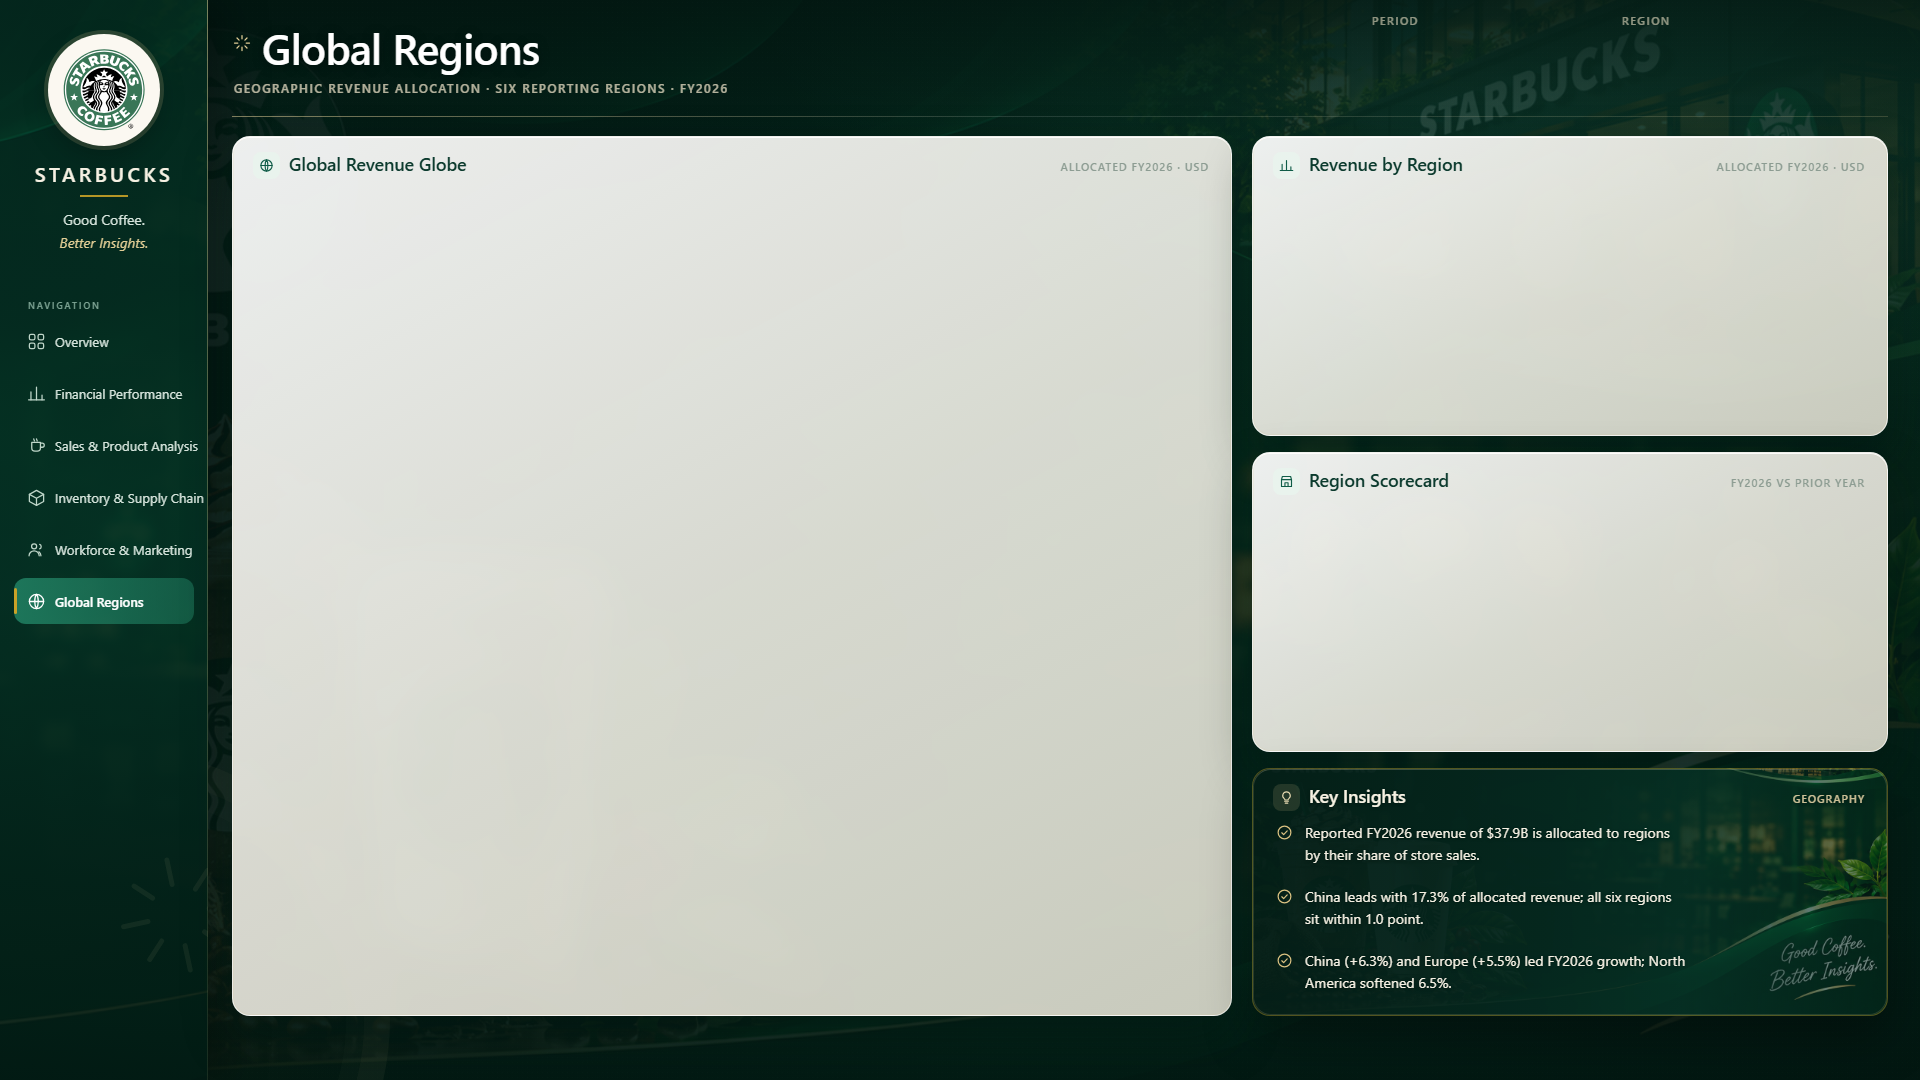 STARBUCKS
COFFEE
®
STARBUCKS
Good Coffee.
Better Insights.
NAVIGATION
Overview
Financial Performance
Sales & Product Analysis
Inventory & Supply Chain
Workforce & Marketing
Global Regions
Global Regions
GEOGRAPHIC REVENUE ALLOCATION · SIX REPORTING REGIONS · FY2026
PERIOD
REGION
STARBUCKS
Global Revenue Globe
ALLOCATED FY2026 · USD
Revenue by Region
ALLOCATED FY2026 · USD
Region Scorecard
FY2026 VS PRIOR YEAR
Key Insights
GEOGRAPHY
Reported FY2026 revenue of $37.9B is allocated to regions
by their share of store sales.
China leads with 17.3% of allocated revenue; all six regions
sit within 1.0 point.
China (+6.3%) and Europe (+5.5%) led FY2026 growth; North
America softened 6.5%.
Good Coffee.
Better Insights.